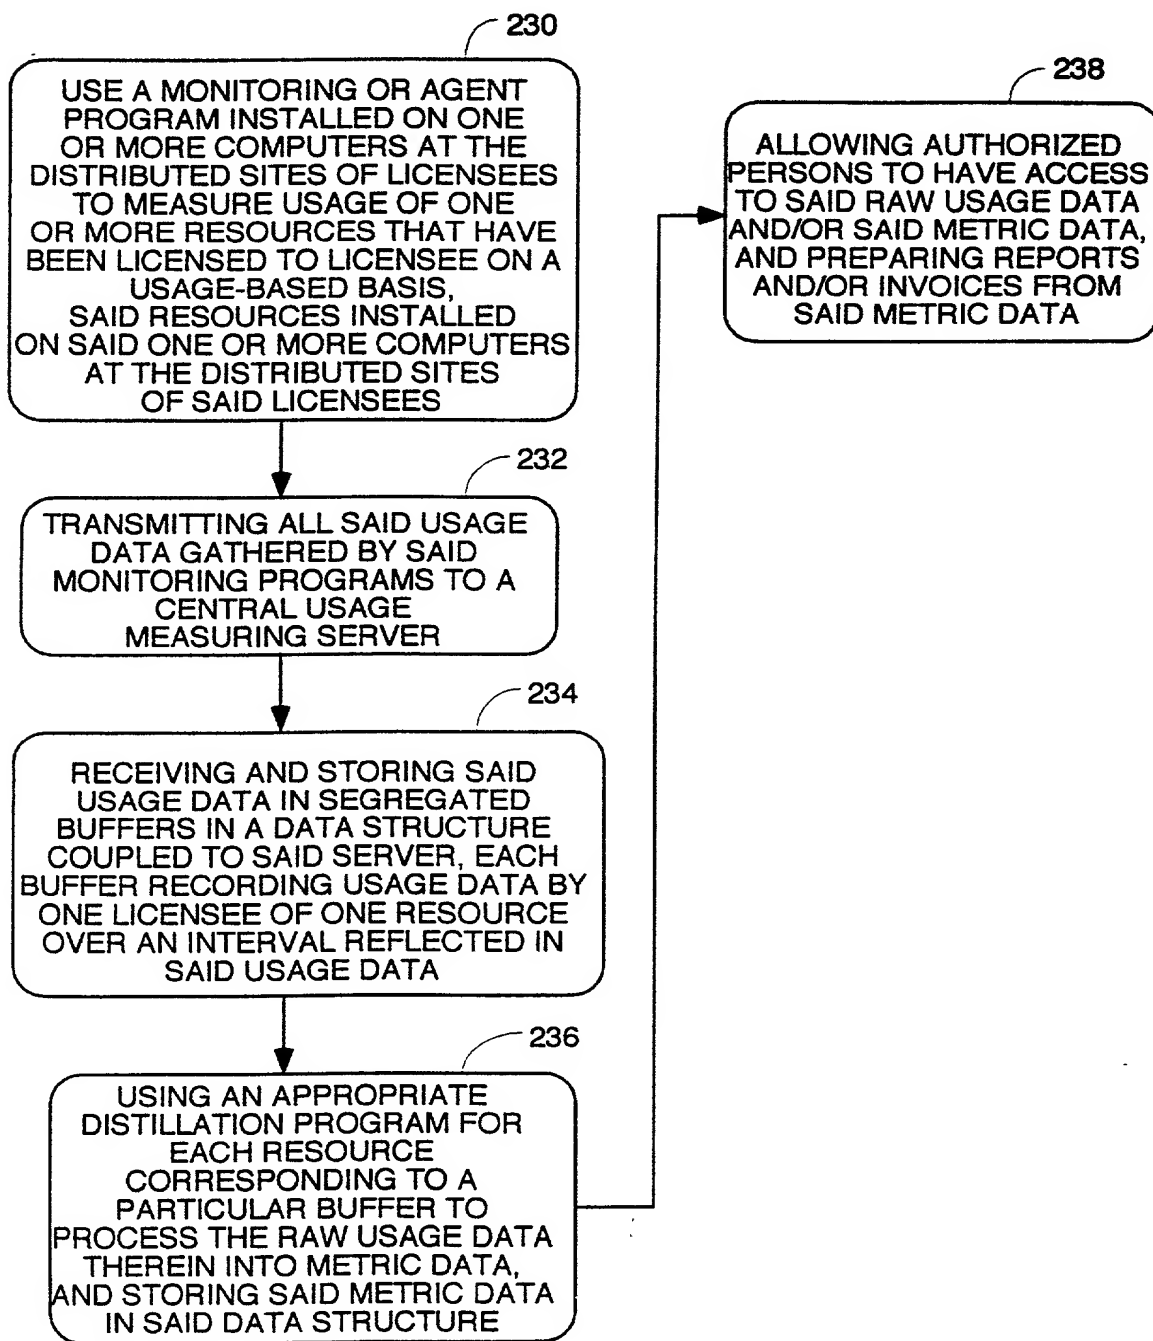 230
USE A MONITORING OR AGENT
PROGRAM INSTALLED ON ONE
OR MORE COMPUTERS AT THE
DISTRIBUTED SITES OF LICENSEES
TO MEASURE USAGE OF ONE
OR MORE RESOURCES THAT HAVE
BEEN LICENSED TO LICENSEE ON A
USAGE-BASED BASIS,
SAID RESOURCES INSTALLED
ON SAID ONE OR MORE COMPUTERS
AT THE DISTRIBUTED SITES
OF SAID LICENSEES
232
TRANSMITTING ALL SAID USAGE
DATA GATHERED BY SAID
MONITORING PROGRAMS TO A
CENTRAL USAGE
MEASURING SERVER
234
RECEIVING AND STORING SAID
USAGE DATA IN SEGREGATED
BUFFERS IN A DATA STRUCTURE
COUPLED TO SAID SERVER, EACH
BUFFER RECORDING USAGE DATA BY
ONE LICENSEE OF ONE RESOURCE
OVER AN INTERVAL REFLECTED IN
SAID USAGE DATA
236
USING AN APPROPRIATE
DISTILLATION PROGRAM FOR
EACH RESOURCE
CORRESPONDING TO A
PARTICULAR BUFFER TO
PROCESS THE RAW USAGE DATA
THEREIN INTO METRIC DATA,
AND STORING SAID METRIC DATA
IN SAID DATA STRUCTURE
238
ALLOWING AUTHORIZED
PERSONS TO HAVE ACCESS
TO SAID RAW USAGE DATA
AND/OR SAID METRIC DATA,
AND PREPARING REPORTS
AND/OR INVOICES FROM
SAID METRIC DATA